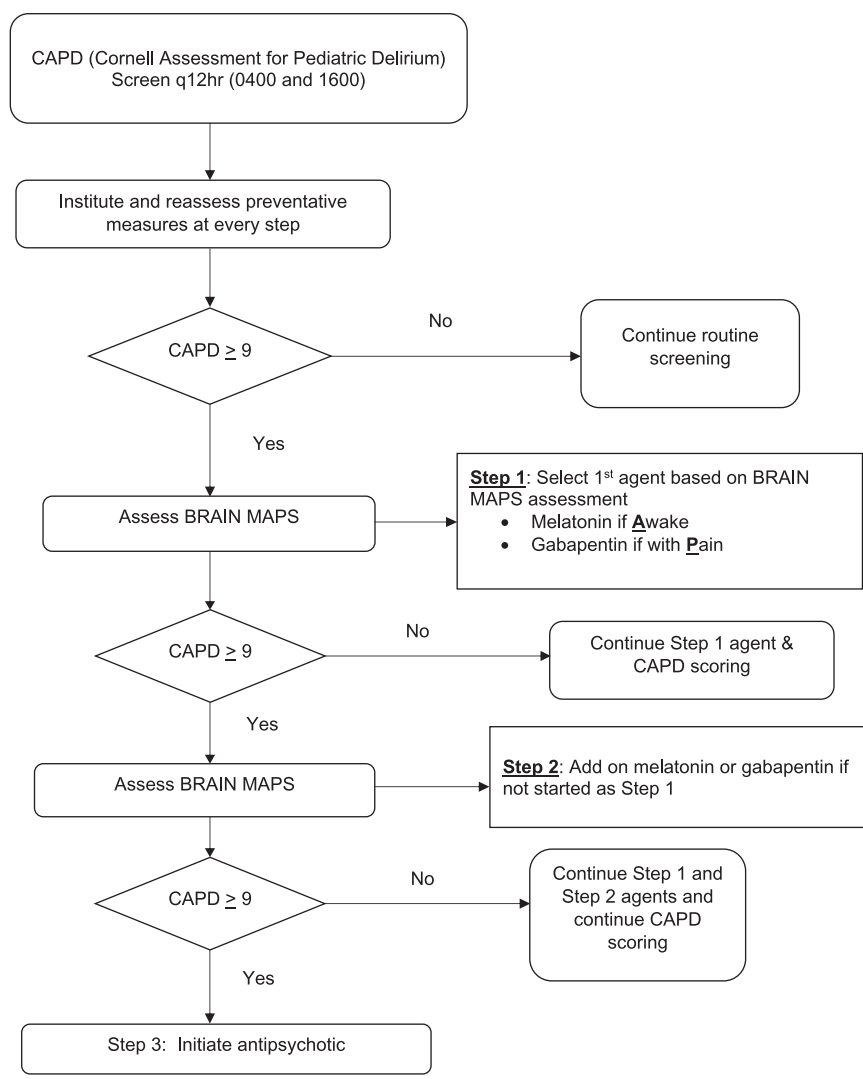 CAPD (Cornell Assessment for Pediatric Delirium)
Screen q12hr (0400 and 1600)
Institute and reassess preventative
measures at every step
CAPD ≥ 9
No
Continue routine
screening
Yes
Assess BRAIN MAPS
Step 1: Select 1st agent based on BRAIN
MAPS assessment
• Melatonin if Awake
• Gabapentin if with Pain
CAPD ≥ 9
No
Continue Step 1 agent &
CAPD scoring
Yes
Assess BRAIN MAPS
Step 2: Add on melatonin or gabapentin if
not started as Step 1
CAPD ≥ 9
No
Continue Step 1 and
Step 2 agents and
continue CAPD
scoring
Yes
Step 3: Initiate antipsychotic